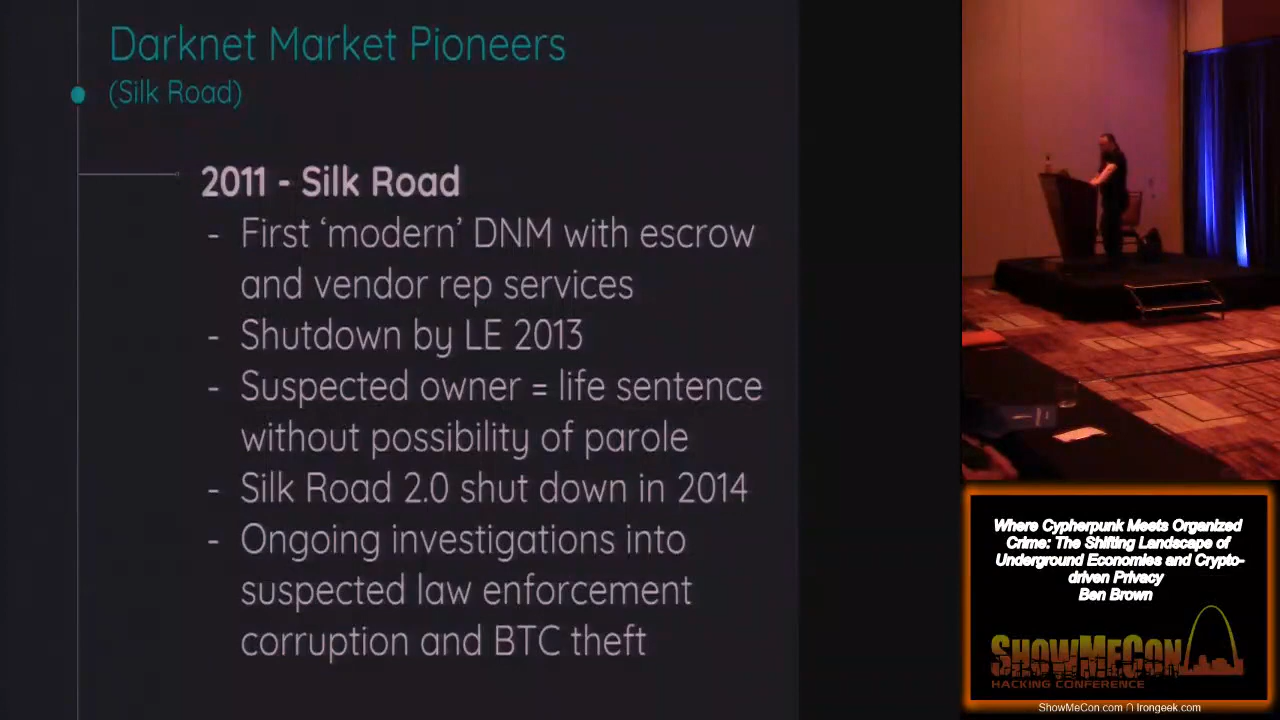 Darknet Market Pioneers
(Silk Road)
2011 - Silk Road
- First ‘modern’ DNM with escrow
and vendor rep services
- Shutdown by LE 2013
- Suspected owner = life sentence
without possibility of parole
- Silk Road 2.0 shut down in 2014
- Ongoing investigations into
suspected law enforcement
corruption and BTC theft
Where Cypherpunk Meets Organized
Crime: The Shifting Landscape of
Underground Economies and Crypto-
driven Privacy
Ben Brown
ShowMeCon
HACKING CONFERENCE
ShowMeCon.com ∩ Irongeek.com